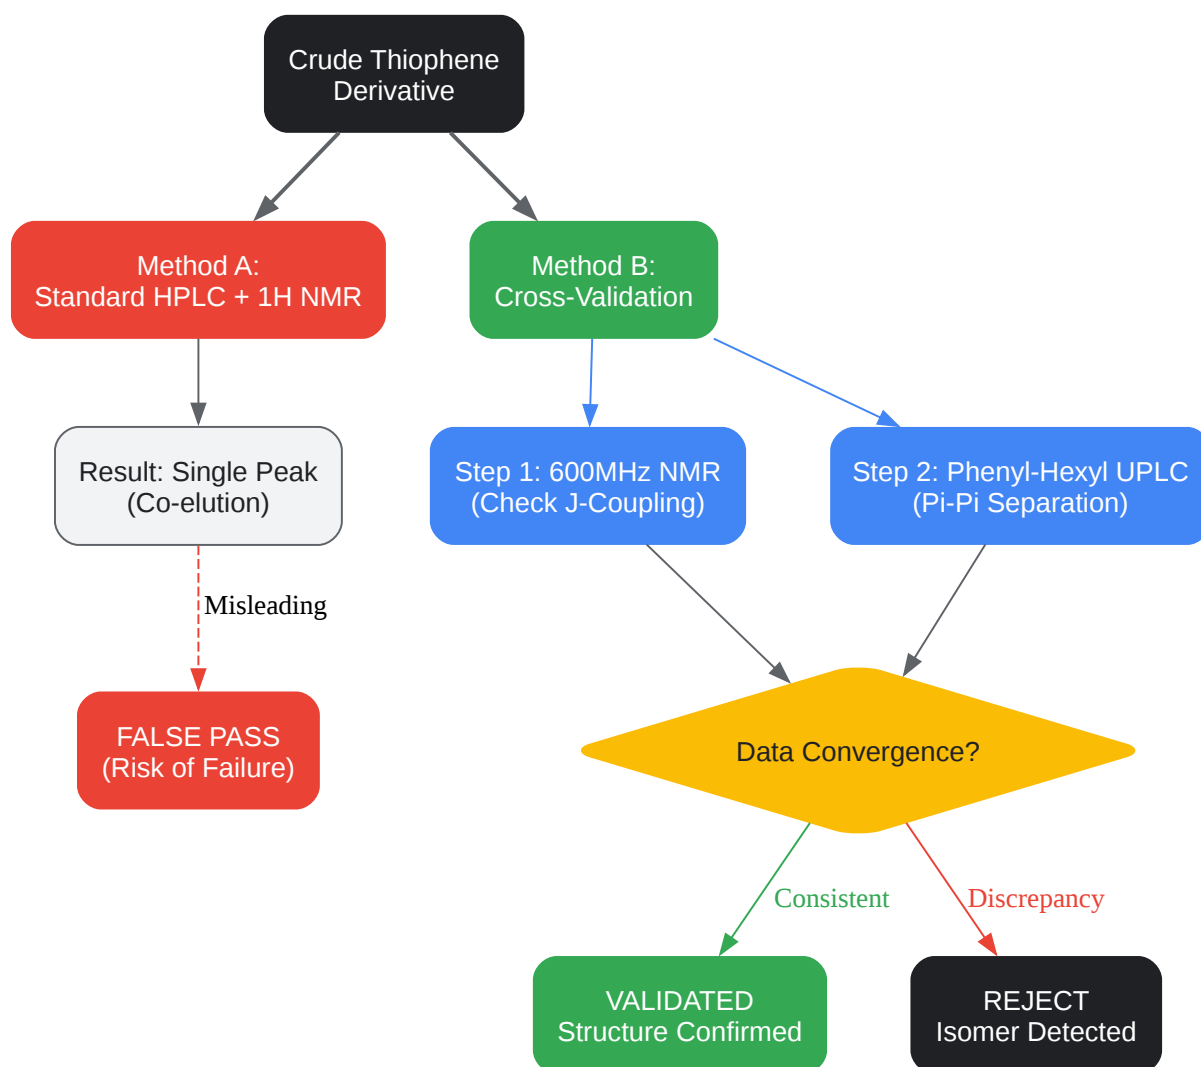 Crude Thiophene
Derivative
Method A:
Standard HPLC + 1H NMR
Method B:
Cross-Validation
Result: Single Peak
(Co-elution)
Step 1: 600MHz NMR
(Check J-Coupling)
Step 2: Phenyl-Hexyl UPLC
(Pi-Pi Separation)
Misleading
FALSE PASS
(Risk of Failure)
Data Convergence?
Consistent
Discrepancy
VALIDATED
Structure Confirmed
REJECT
Isomer Detected